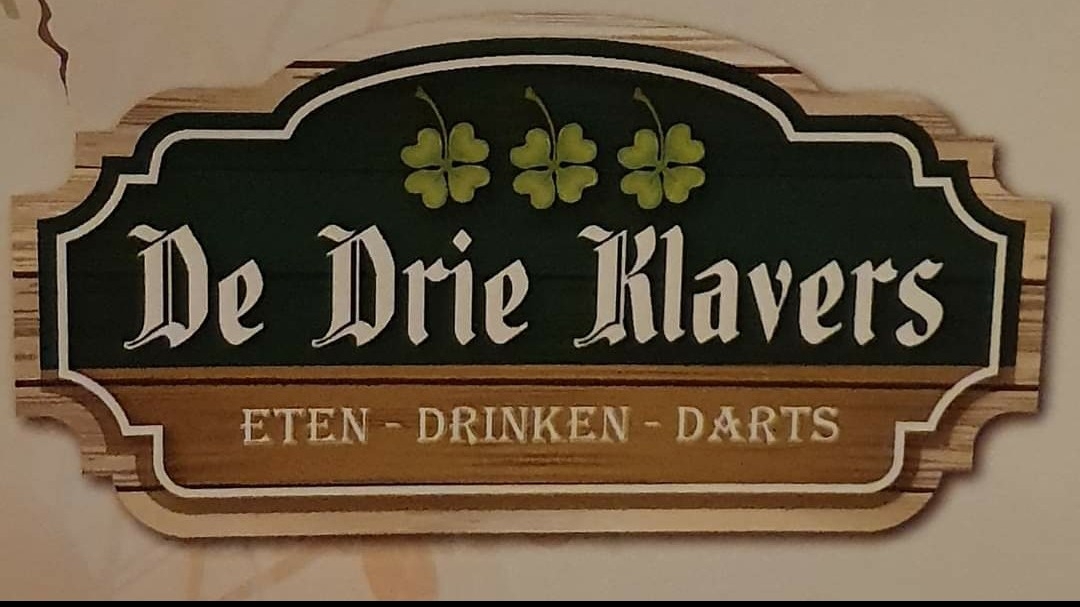 De Drie Klavers
ETEN - DRINKEN - DARTS